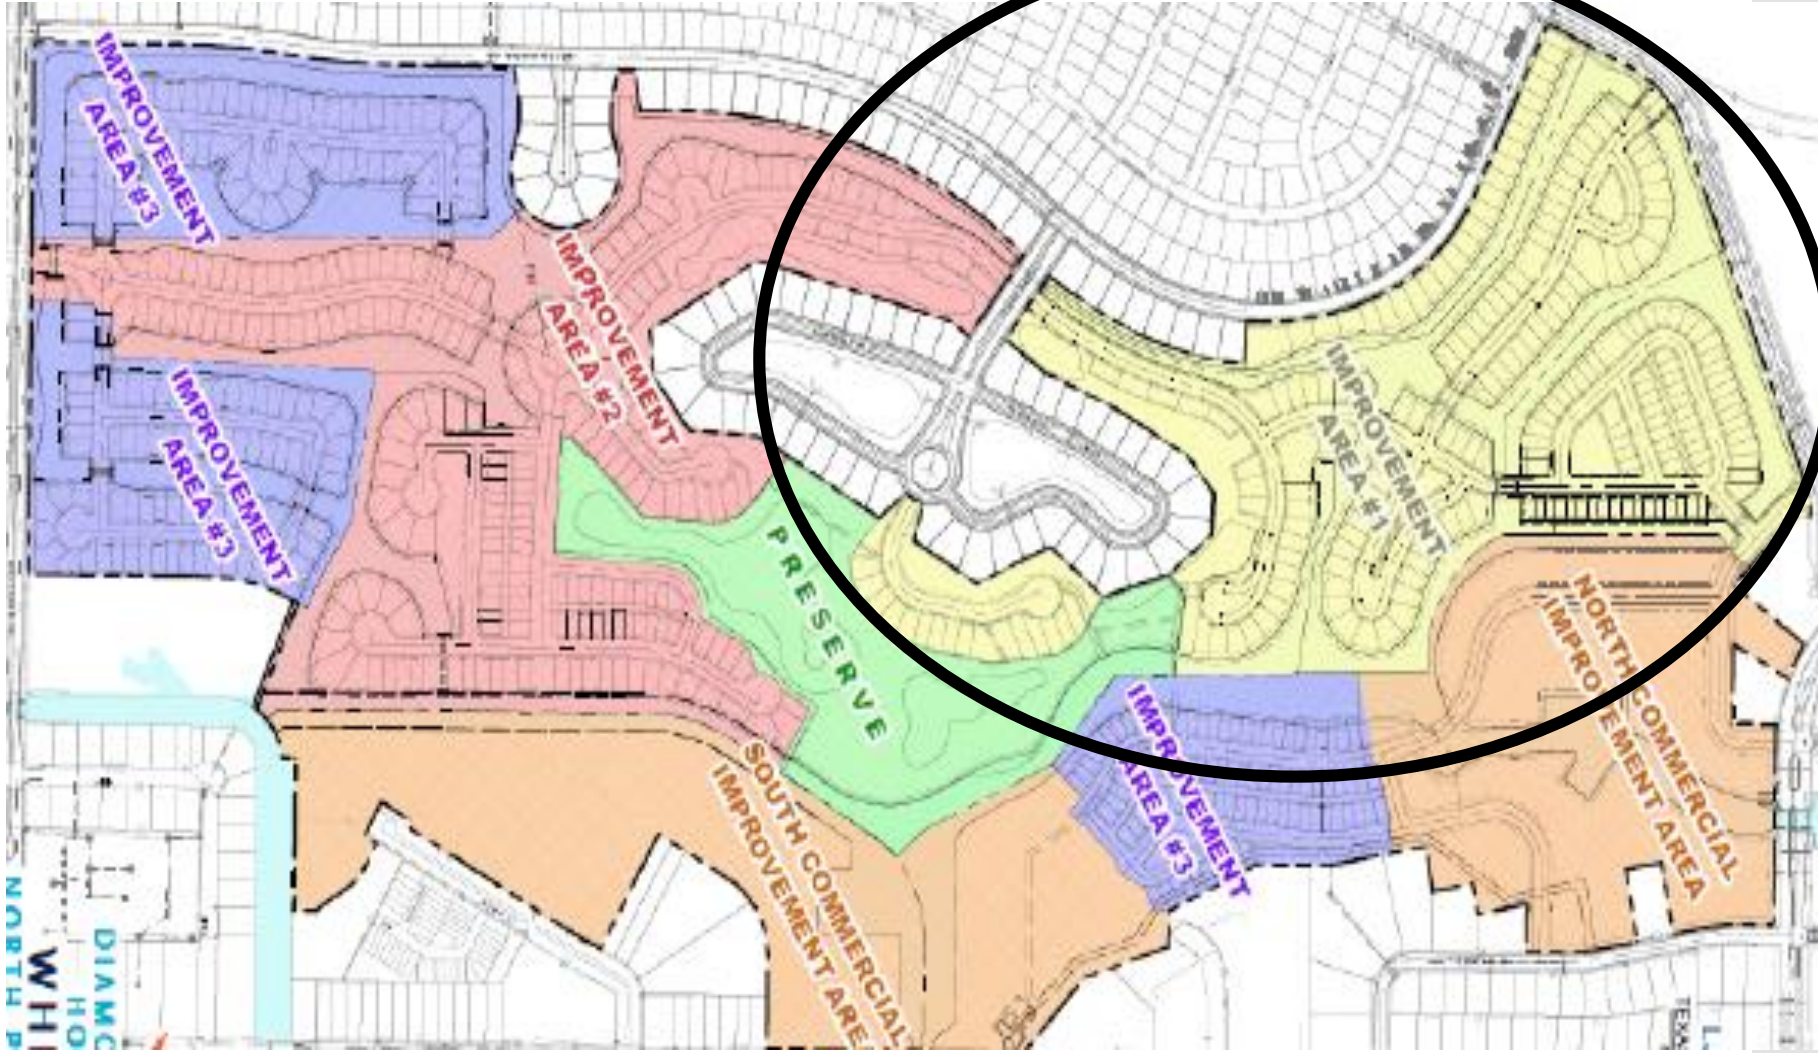 IMPROVEMENT
AREA #3
IMPROVEMENT
AREA #2
IMPROVEMENT
AREA #3
IMPROVEMENT
AREA #1
PRESERVE
NORTH COMMERCIAL
IMPROVEMENT AREA
IMPROVEMENT
AREA #3
SOUTH COMMERCIAL
IMPROVEMENT AREA